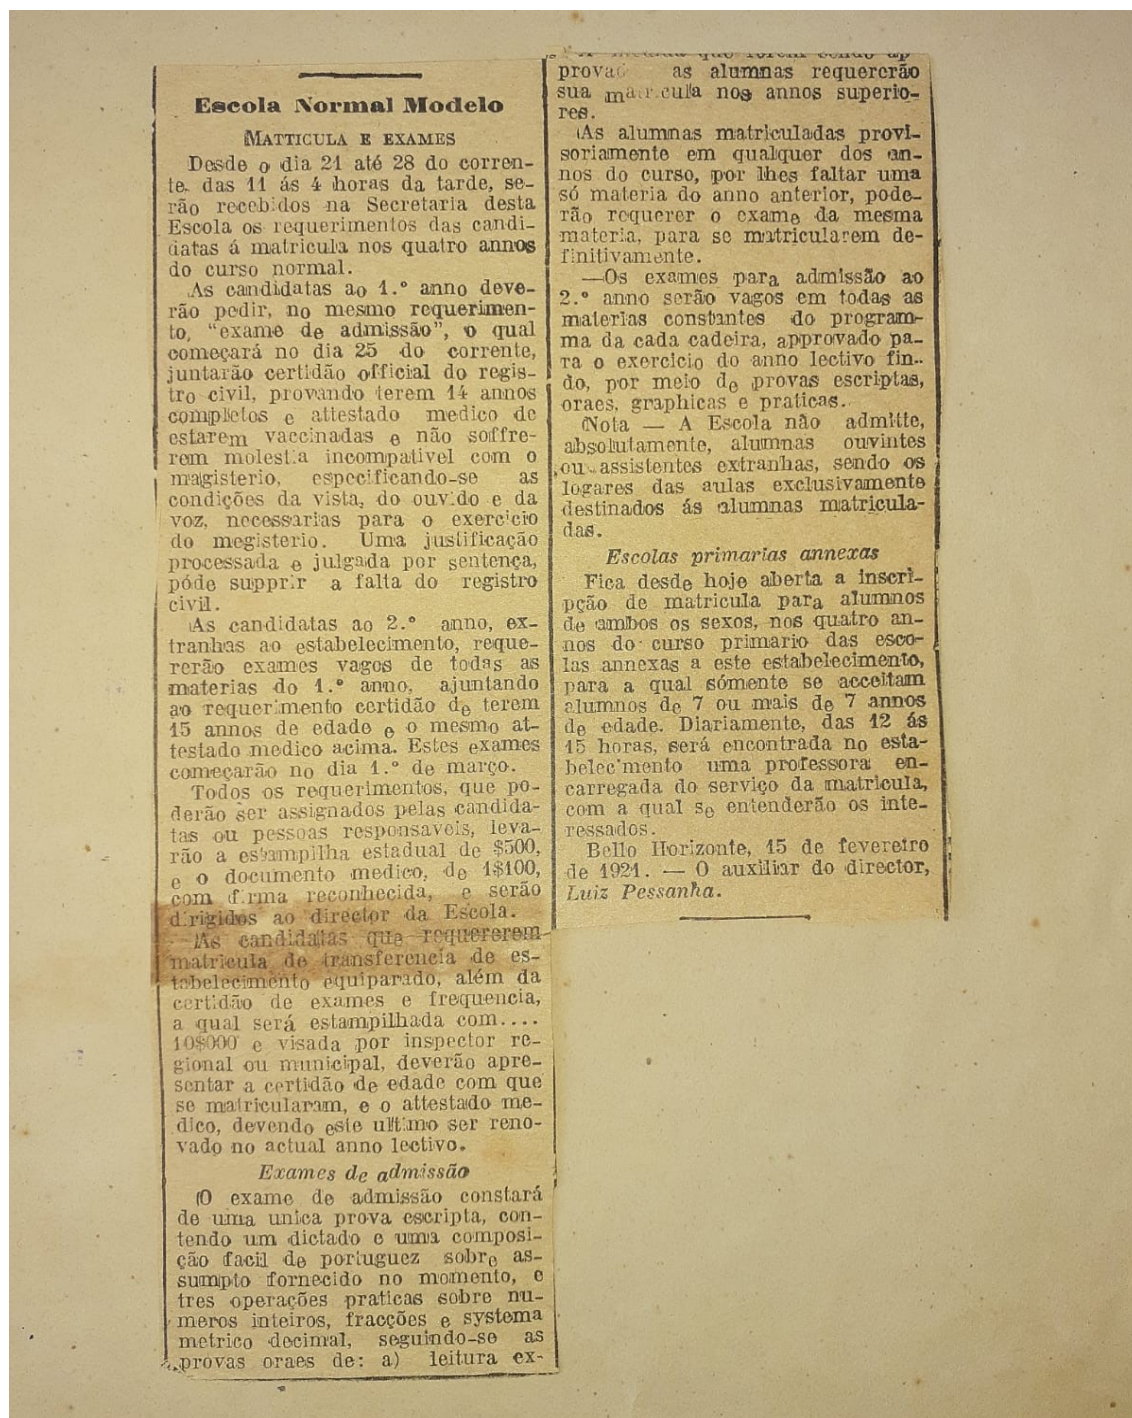 Escola Normal Modelo
MATTICULA E EXAMES
Desde o dia 21 até 28 do corren-
te, das 11 ás 4 horas da tarde, se-
rão recebidos na Secretaria desta
Escola os requerimentos das candi-
datas á matricula nos quatro annos
do curso normal.
As candidatas ao 1.º anno deve-
rão pedir, no mesmo requerimen-
to, "exame de admissão", o qual
começará no dia 25 do corrente,
juntarão certidão official do regis-
tro civil, provando terem 14 annos
completos e attestado medico de
estarem vaccinadas e não soffre-
rem molestia incompativel com o
magisterio, especificando-se as
condições da vista, do ouvido e da
voz, necessarias para o exercicio
do megisterio. Uma justificação
processada e julgada por sentença,
póde supprir a falta do registro
civil.
As candidatas ao 2.º anno, ex-
tranhas ao estabelecimento, reque-
rerão exames vagos de todas as
materias do 1.º anno, ajuntando
ao requerimento certidão de terem
15 annos de edade e o mesmo at-
testado medico acima. Estes exames
começarão no dia 1.º de março.
Todos os requerimentos, que po-
derão ser assignados pelas candida-
tas ou pessoas responsaveis, leva-
rão a estampilha estadual de $500,
e o documento medico, de 1$100,
com firma reconhecida, e serão
dirigidos ao director da Escola.
—As candidatas que requererem
matricula de transferencia de es-
tabelecimento equiparado, além da
certidão de exames e frequencia,
a qual será estampilhada com....
10$000 e visada por inspector re-
gional ou municipal, deverão apre-
sentar a certidão de edade com que
se matricularam, e o attestado me-
dico, devendo este ultimo ser reno-
vado no actual anno lectivo.
Exames de admissão
O exame de admissão constará
de uma unica prova escripta, con-
tendo um dictado e uma composi-
ção facil de portuguez sobre as-
sumpto fornecido no momento, e
tres operações praticas sobre nu-
meros inteiros, fracções e systema
metrico decimal, seguindo-se as
provas oraes de: a) leitura ex-
A medida que forem sendo ap
provad as alumnas requererão
sua matricula nos annos superio-
res.
As alumnas matriculadas provi-
soriamente em qualquer dos an-
nos do curso, por lhes faltar uma
só materia do anno anterior, pode-
rão requerer o exame da mesma
materia, para se matricularem de-
finitivamente.
—Os exames para admissão ao
2.º anno serão vagos em todas as
materias constantes do program-
ma da cada cadeira, approvado pa-
ra o exercicio do anno lectivo fin-
do, por meio de provas escriptas,
oraes, graphicas e praticas.
Nota — A Escola não admitte,
absolutamente, alumnas ouvintes
ou assistentes extranhas, sendo os
logares das aulas exclusivamente
destinados ás alumnas matricula-
das.
Escolas primarias annexas
Fica desde hoje aberta a inscri-
pção de matricula para alumnos
de ambos os sexos, nos quatro an-
nos do curso primario das esco-
las annexas a este estabelecimento,
para a qual sómente se acceitam
alumnos de 7 ou mais de 7 annos
de edade. Diariamente, das 12 ás
15 horas, será encontrada no esta-
belecimento uma professora en-
carregada do serviço da matricula,
com a qual se entenderão os inte-
ressados.
Bello Horizonte, 15 de fevereiro
de 1921. — O auxiliar do director,
Luiz Pessanha.